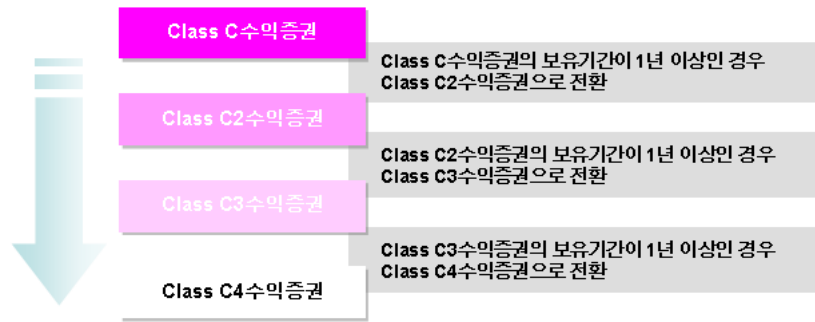 Class C수익증권
Class C수익증권의 보유기간이 1년 이상인 경우
Class C2수익증권으로 전환
Class C2수익증권
Class C2수익증권의 보유기간이 1년 이상인 경우
Class C3수익증권으로 전환
Class C3수익증권
Class C3수익증권의 보유기간이 1년 이상인 경우
Class C4수익증권으로 전환
Class C4수익증권